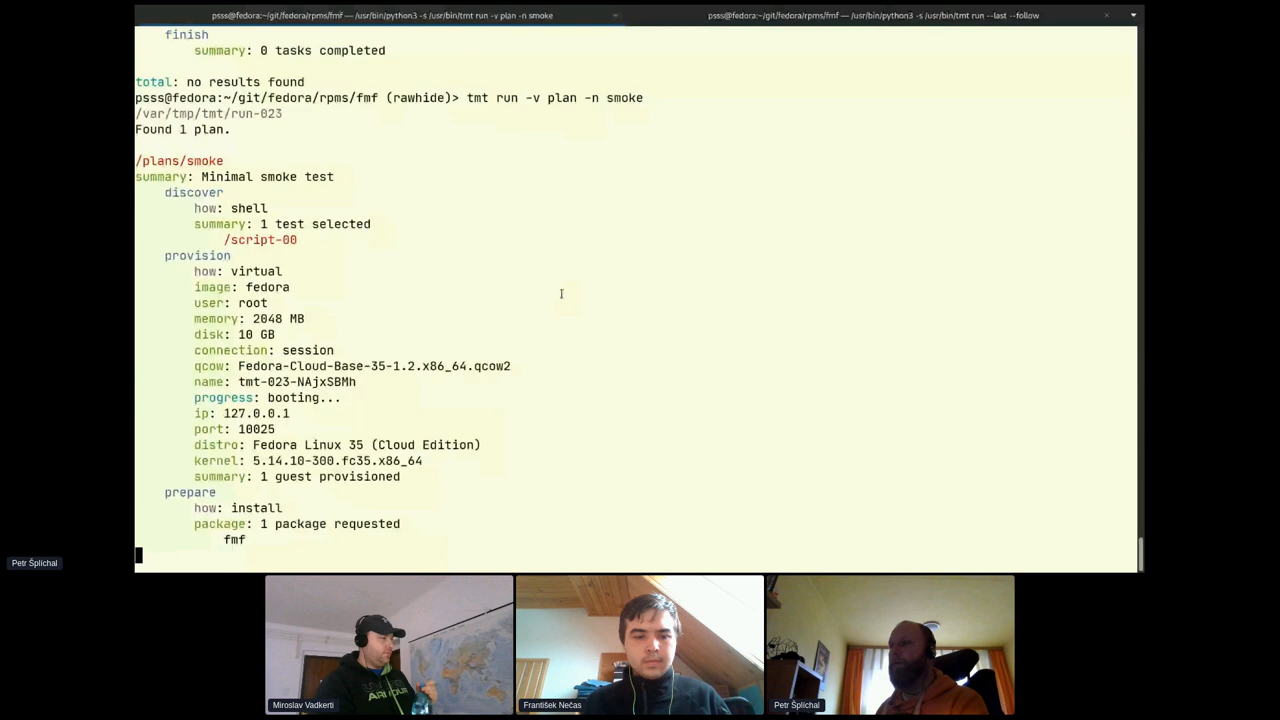 psss@fedora:~/git/fedora/rpms/fmf — /usr/bin/python3 -s /usr/bin/tmt run -v plan -n smoke
psss@fedora:~/git/fedora/rpms/fmf — /usr/bin/python3 -s /usr/bin/tmt run --last --follow
finish
summary: 0 tasks completed
total: no results found
psss@fedora:~/git/fedora/rpms/fmf (rawhide)> tmt run -v plan -n smoke
/var/tmp/tmt/run-023
Found 1 plan.
/plans/smoke
summary: Minimal smoke test
discover
how: shell
summary: 1 test selected
/script-00
provision
how: virtual
image: fedora
user: root
memory: 2048 MB
disk: 10 GB
connection: session
qcow: Fedora-Cloud-Base-35-1.2.x86_64.qcow2
name: tmt-023-NAjxSBMh
progress: booting...
ip: 127.0.0.1
port: 10025
distro: Fedora Linux 35 (Cloud Edition)
kernel: 5.14.10-300.fc35.x86_64
summary: 1 guest provisioned
prepare
how: install
package: 1 package requested
fmf
Petr Šplíchal
Miroslav Vadkerti
František Nečas
Petr Šplíchal